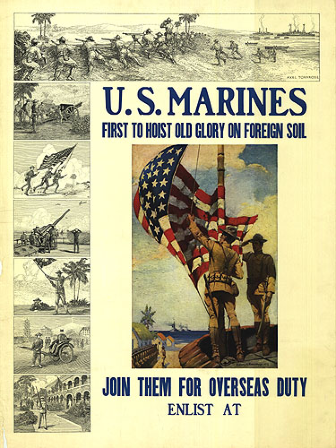 U.S. MARINES
FIRST TO HOIST OLD GLORY ON FOREIGN SOIL
JOIN THEM FOR OVERSEAS DUTY
ENLIST AT